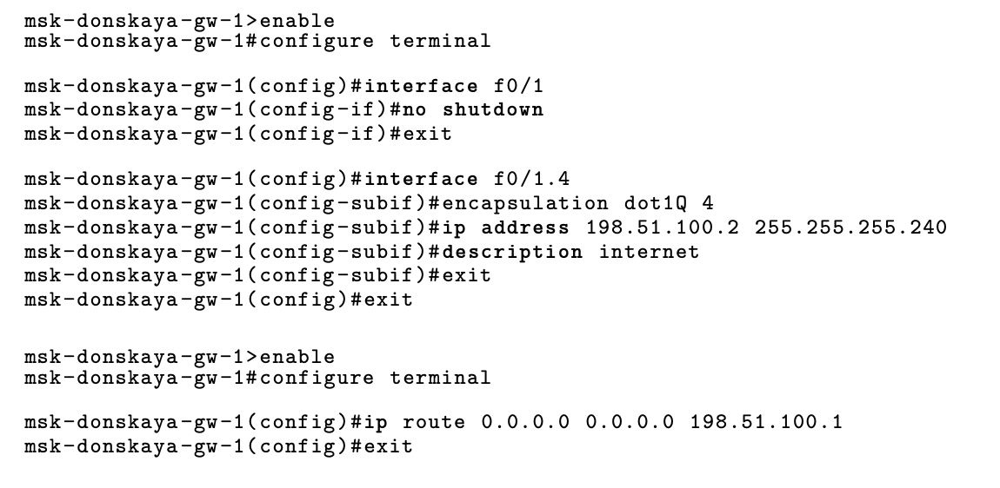 msk-donskaya-gw-1>enable
msk-donskaya-gw-1#configure terminal
msk-donskaya-gw-1(config)#interface f0/1
msk-donskaya-gw-1(config-if)#no shutdown
msk-donskaya-gw-1(config-if)#exit
msk-donskaya-gw-1(config)#interface f0/1.4
msk-donskaya-gw-1(config-subif)#encapsulation dot1Q 4
msk-donskaya-gw-1(config-subif)#ip address 198.51.100.2 255.255.255.240
msk-donskaya-gw-1(config-subif)#description internet
msk-donskaya-gw-1(config-subif)#exit
msk-donskaya-gw-1(config)#exit
msk-donskaya-gw-1>enable
msk-donskaya-gw-1#configure terminal
msk-donskaya-gw-1(config)#ip route 0.0.0.0 0.0.0.0 198.51.100.1
msk-donskaya-gw-1(config)#exit